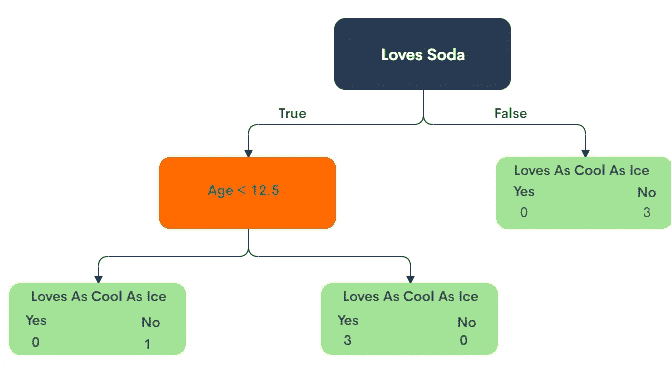 Loves Soda
True
False
Age < 12.5
Loves As Cool As Ice
Yes No
0 3
Loves As Cool As Ice
Yes No
0 1
Loves As Cool As Ice
Yes No
3 0